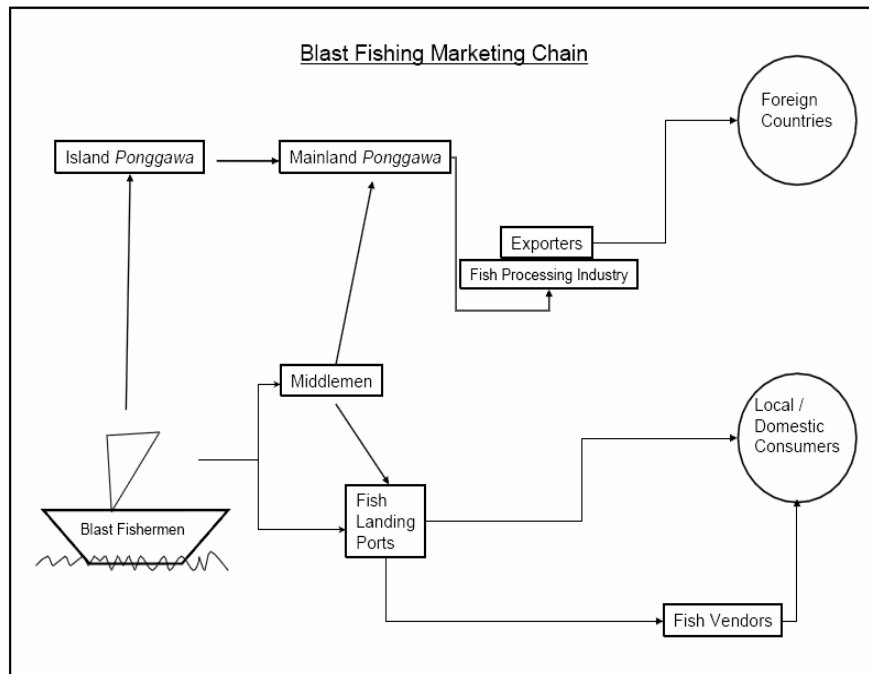 Blast Fishing Marketing Chain
Foreign
Countries
Island Ponggawa
Mainland Ponggawa
Exporters
Fish Processing Industry
Middlemen
Local /
Domestic
Consumers
Fish
Landing
Ports
Blast Fishermen
Fish Vendors